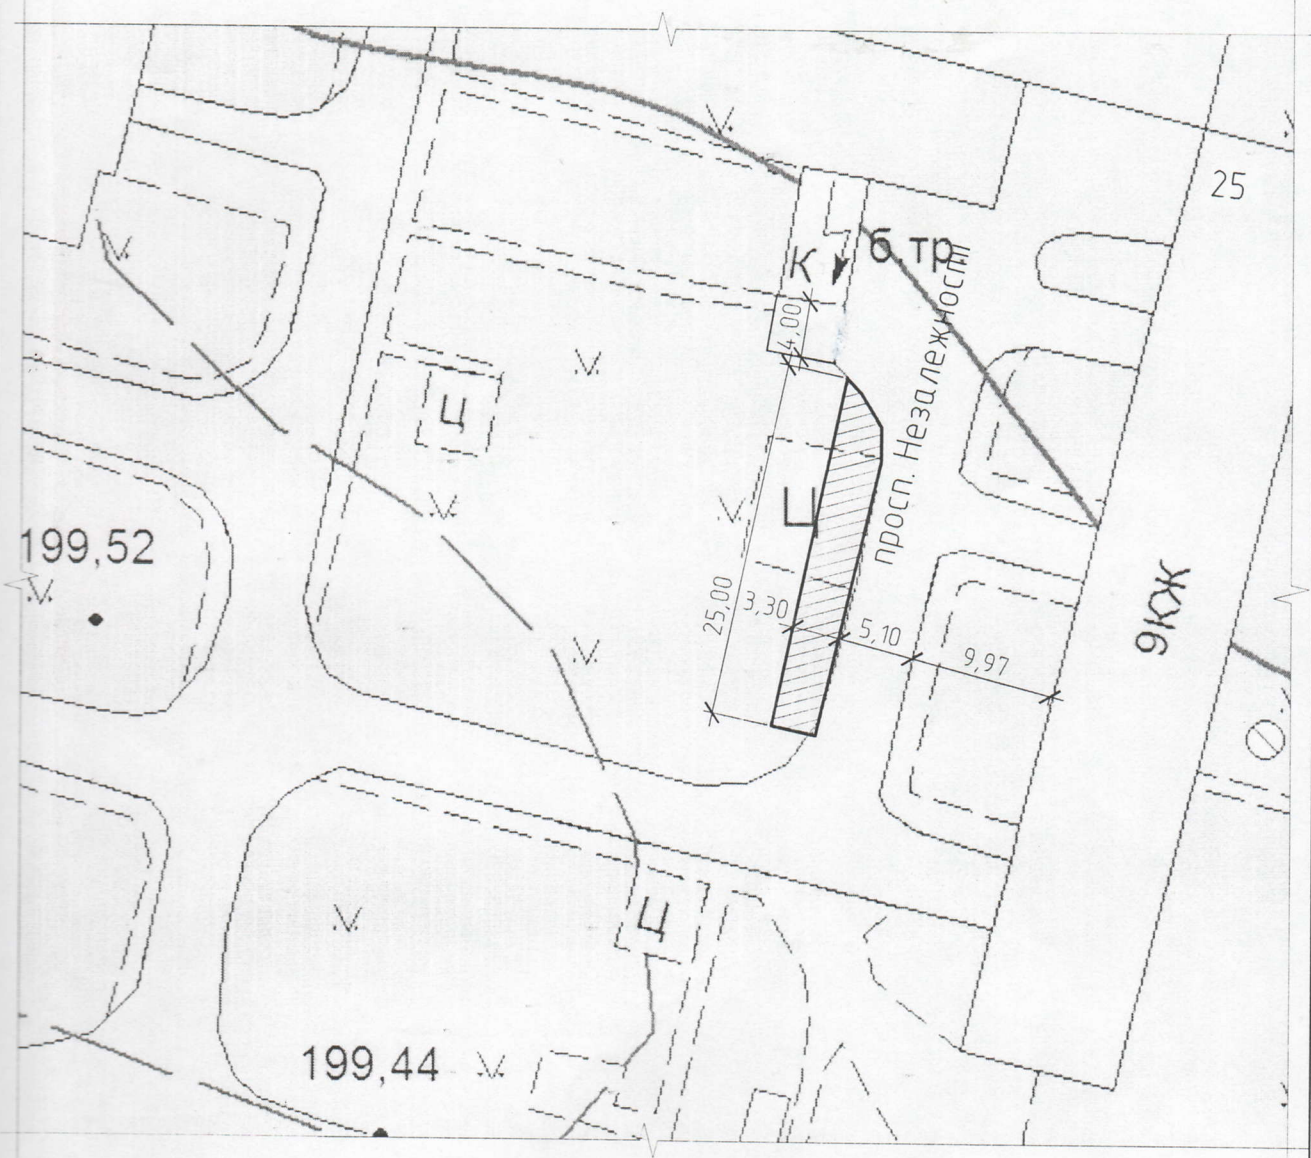 25
К
б тр
4,00
просп. Незалежності
Ц
Ц
199,52
25,00
3,30
5,10
9,97
9КЖ
Ц
199,44